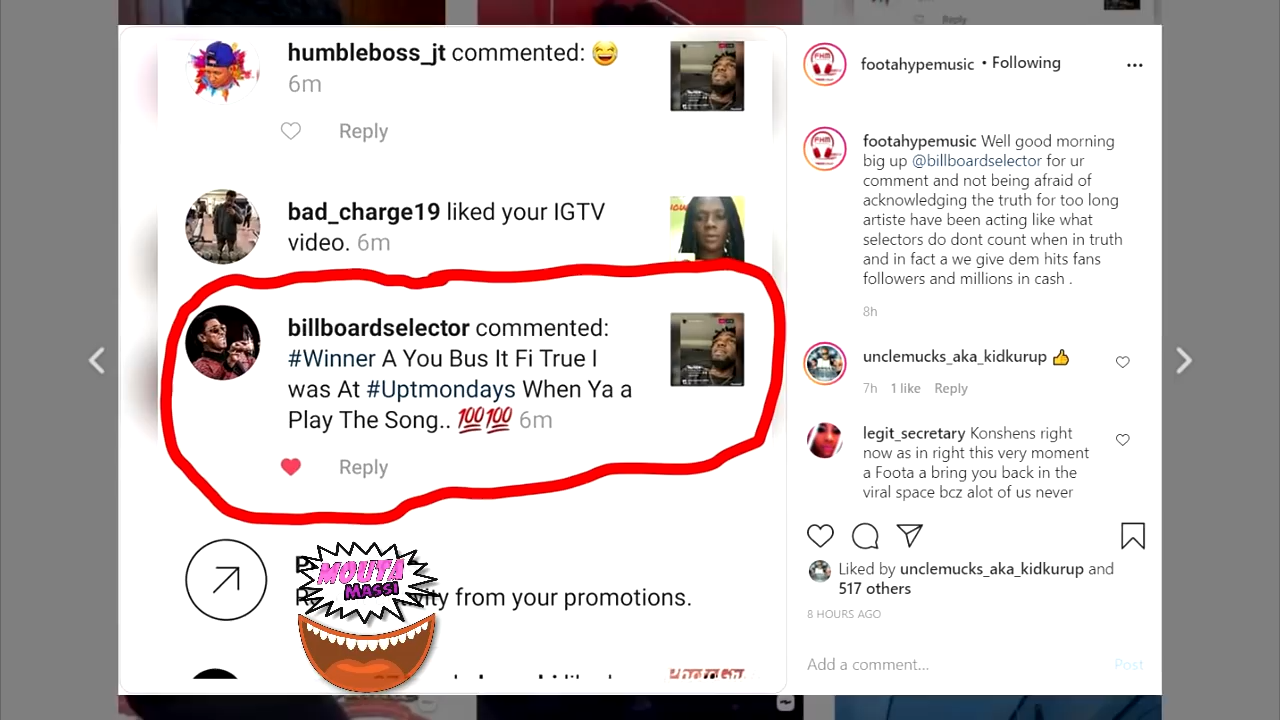 humbleboss_jt commented: 😂
6m
Reply
bad_charge19 liked your IGTV
video. 6m
billboardselector commented:
#Winner A You Bus It Fi True I
was At #Uptmondays When Ya a
Play The Song.. 💯💯 6m
Reply
MOUTA
MASSI
from your promotions.
FHM
footahypemusic • Following
FHM
footahypemusic Well good morning
big up @billboardselector for ur
comment and not being afraid of
acknowledging the truth for too long
artiste have been acting like what
selectors do dont count when in truth
and in fact a we give dem hits fans
followers and millions in cash .
8h
unclemucks_aka_kidkurup 👍
7h 1 like Reply
legit_secretary Konshens right
now as in right this very moment
a Foota a bring you back in the
viral space bcz alot of us never
Liked by unclemucks_aka_kidkurup and
517 others
8 HOURS AGO
Add a comment...
Post